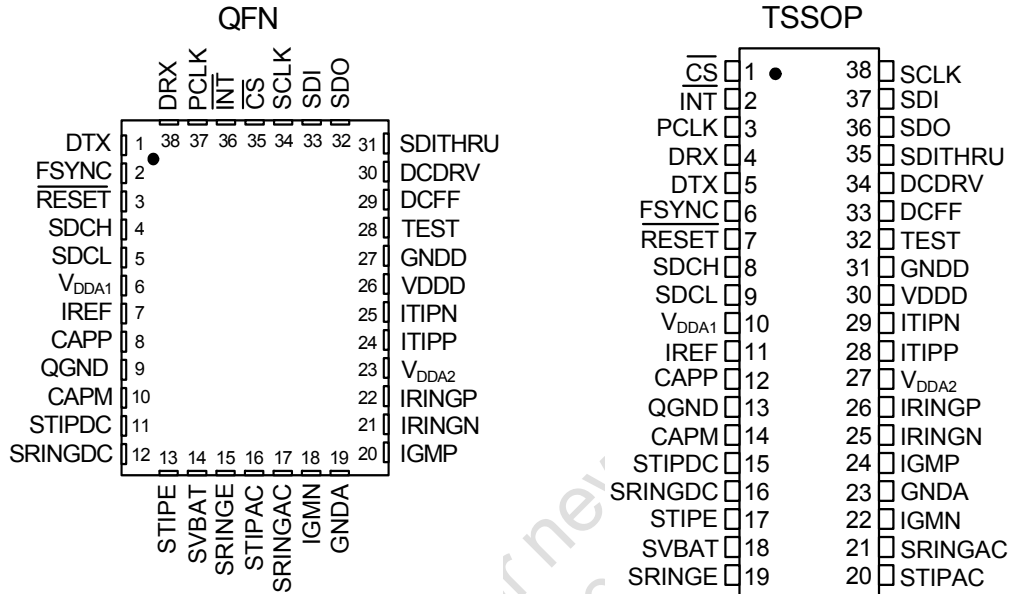 QFN
DRX
PCLK
INT
CS
SCLK
SDI
SDO
38 37 36 35 34 33 32
DTX 1
FSYNC 2
RESET 3
SDCH 4
SDCL 5
VDDA1 6
IREF 7
CAPP 8
QGND 9
CAPM 10
STIPDC 11
SRINGDC 12
31 SDITHRU
30 DCDRV
29 DCFF
28 TEST
27 GNDD
26 VDDD
25 ITIPN
24 ITIPP
23 VDDA2
22 IRINGP
21 IRINGN
20 IGMP
13 14 15 16 17 18 19
STIPE
SVBAT
SRINGE
STIPAC
SRINGAC
IGMN
GNDA
TSSOP
CS 1
INT 2
PCLK 3
DRX 4
DTX 5
FSYNC 6
RESET 7
SDCH 8
SDCL 9
VDDA1 10
IREF 11
CAPP 12
QGND 13
CAPM 14
STIPDC 15
SRINGDC 16
STIPE 17
SVBAT 18
SRINGE 19
38 SCLK
37 SDI
36 SDO
35 SDITHRU
34 DCDRV
33 DCFF
32 TEST
31 GNDD
30 VDDD
29 ITIPN
28 ITIPP
27 VDDA2
26 IRINGP
25 IRINGN
24 IGMP
23 GNDA
22 IGMN
21 SRINGAC
20 STIPAC